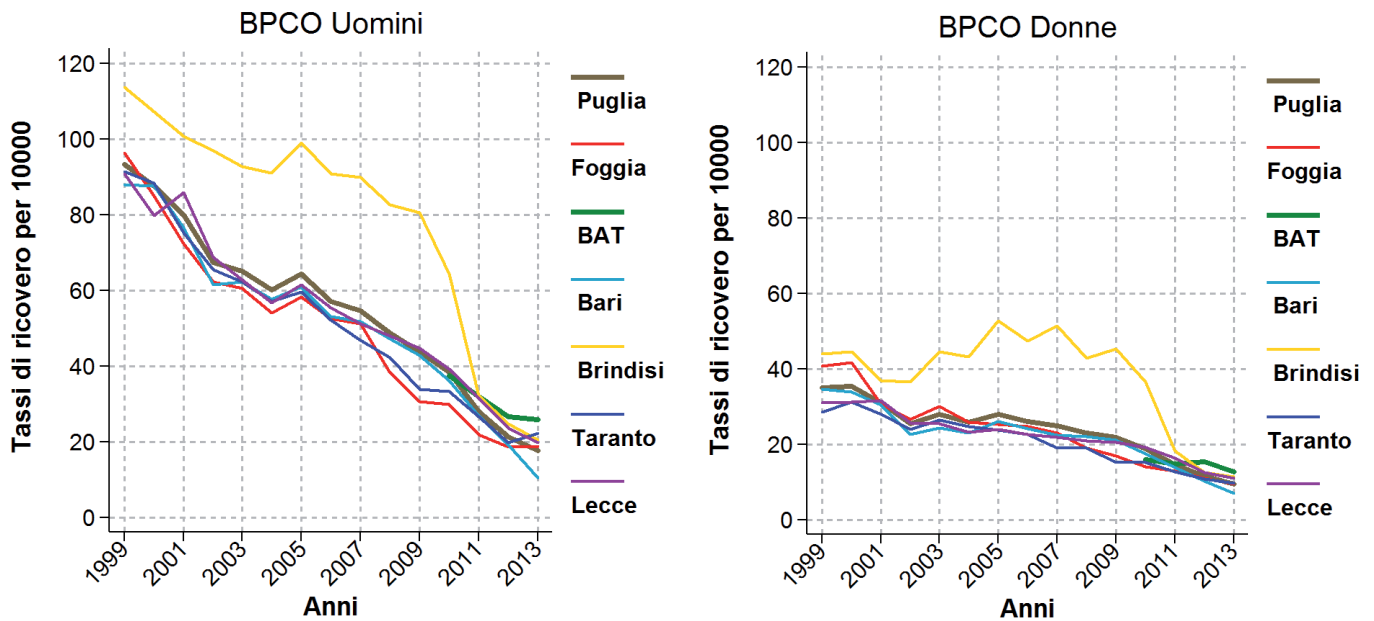 BPCO Uomini
Tassi di ricovero per 10000
120
100
80
60
40
20
0
1999
2001
2003
2005
2007
2009
2011
2013
Anni
Puglia
Foggia
BAT
Bari
Brindisi
Taranto
Lecce
BPCO Donne
Tassi di ricovero per 10000
120
100
80
60
40
20
0
1999
2001
2003
2005
2007
2009
2011
2013
Anni
Puglia
Foggia
BAT
Bari
Brindisi
Taranto
Lecce